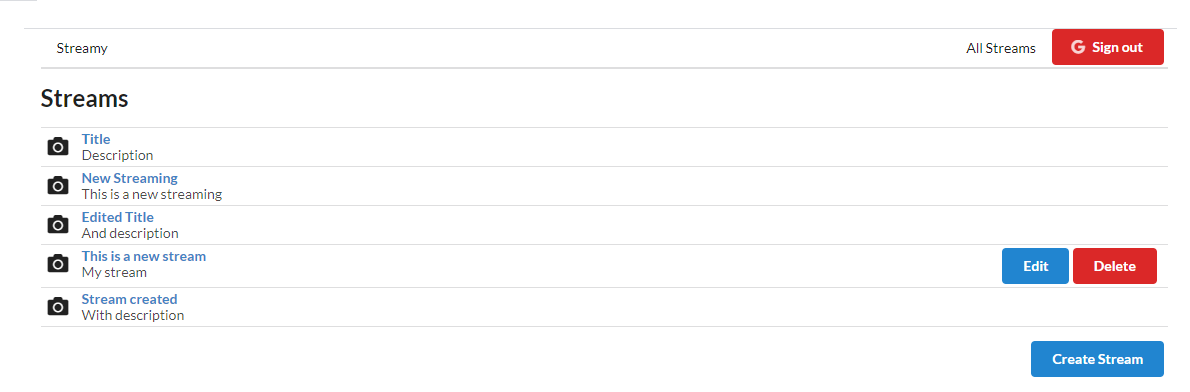 Streamy All Streams Sign out
Streams
Title
Description
New Streaming
This is a new streaming
Edited Title
And description
This is a new stream
My stream
Edit Delete
Stream created
With description
Create Stream